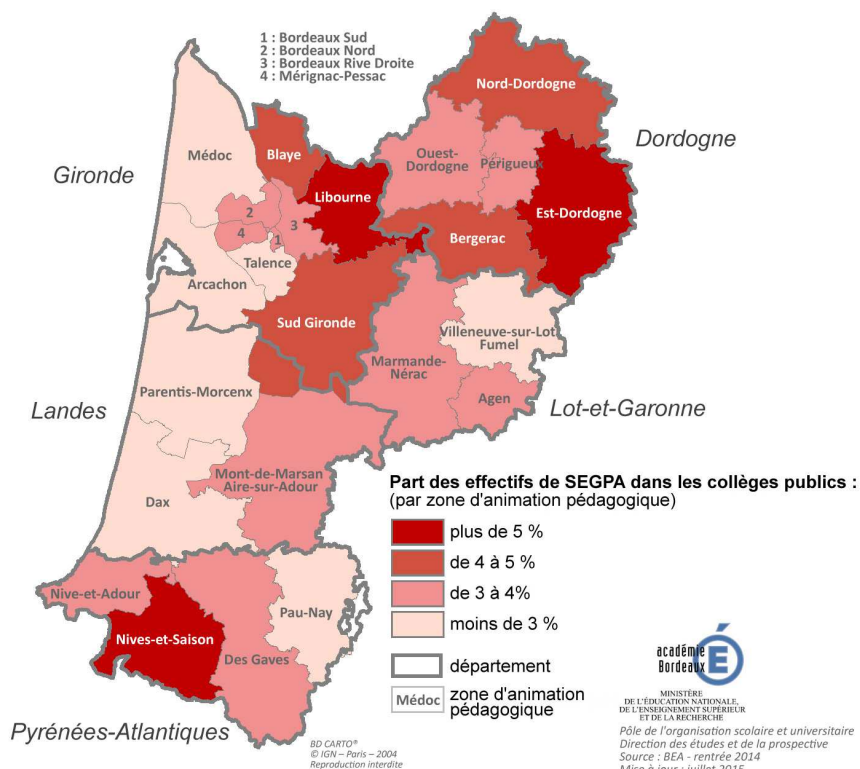 1 : Bordeaux Sud
2 : Bordeaux Nord
3 : Bordeaux Rive Droite
4 : Mérignac-Pessac
Nord-Dordogne
Dordogne
Gironde
Médoc
Blaye
Ouest-
Dordogne
Périgueux
Libourne
Est-Dordogne
2
3
4
1
Bergerac
Talence
Arcachon
Sud Gironde
Villeneuve-sur-Lot
Fumel
Marmande-
Nérac
Parentis-Morcenx
Agen
Landes
Lot-et-Garonne
Mont-de-Marsan
Aire-sur-Adour
Dax
Part des effectifs de SEGPA dans les collèges publics :
(par zone d'animation pédagogique)
plus de 5 %
de 4 à 5 %
de 3 à 4%
moins de 3 %
département
Médoc
zone d'animation
pédagogique
Nive-et-Adour
Pau-Nay
Nives-et-Saison
Des Gaves
Pyrénées-Atlantiques
BD CARTO®
© IGN – Paris – 2004
Reproduction interdite
académie
Bordeaux
É
MINISTÈRE
DE L'ÉDUCATION NATIONALE,
DE L'ENSEIGNEMENT SUPÉRIEUR
ET DE LA RECHERCHE
Pôle de l'organisation scolaire et universitaire
Direction des études et de la prospective
Source : BEA - rentrée 2014
Mise à jour : juillet 2015